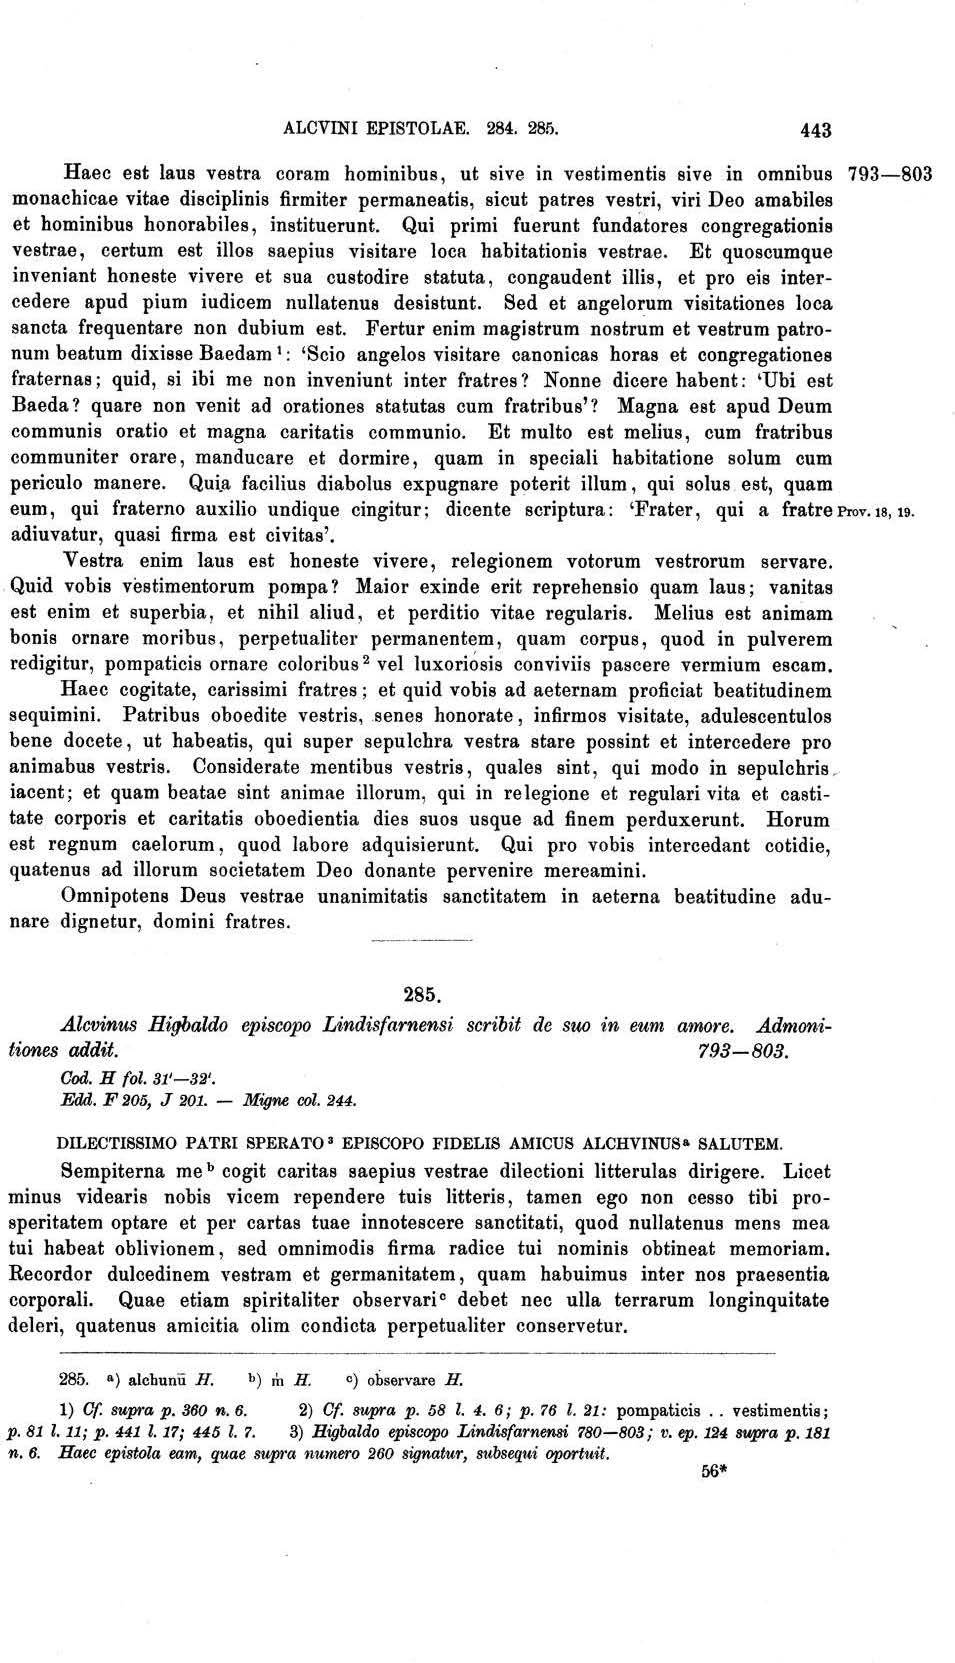 ALCVINI EPISTOLAE. 284. 285. 443
Haec est laus vestra coram hominibus, ut sive in vestimentis sive in omnibus 793—803
monachicae vitae disciplinis firmiter permaneatis, sicut patres vestri, viri Deo amabiles
et hominibus honorabiles, instituerunt. Qui primi fuerunt fundatores congregationis
vestrae, certum est illos saepius visitare loca habitationis vestrae. Et quoscumque
inveniant honeste vivere et sua custodire statuta, congaudent illis, et pro eis inter-
cedere apud pium iudicem nullatenus desistunt. Sed et angelorum visitationes loca
sancta frequentare non dubium est. Fertur enim magistrum nostrum et vestrum patro-
num beatum dixisse Baedam¹: ‘Scio angelos visitare canonicas horas et congregationes
fraternas; quid, si ibi me non inveniunt inter fratres? Nonne dicere habent: ‘Ubi est
Baeda? quare non venit ad orationes statutas cum fratribus’? Magna est apud Deum
communis oratio et magna caritatis communio. Et multo est melius, cum fratribus
communiter orare, manducare et dormire, quam in speciali habitatione solum cum
periculo manere. Quia facilius diabolus expugnare poterit illum, qui solus est, quam
eum, qui fraterno auxilio undique cingitur; dicente scriptura: ‘Frater, qui a fratre Prov. 18, 19.
adiuvatur, quasi firma est civitas’.
Vestra enim laus est honeste vivere, relegionem votorum vestrorum servare.
Quid vobis vestimentorum pompa? Maior exinde erit reprehensio quam laus; vanitas
est enim et superbia, et nihil aliud, et perditio vitae regularis. Melius est animam
bonis ornare moribus, perpetualiter permanentem, quam corpus, quod in pulverem
redigitur, pompaticis ornare coloribus² vel luxoriosis conviviis pascere vermium escam.
Haec cogitate, carissimi fratres; et quid vobis ad aeternam proficiat beatitudinem
sequimini. Patribus oboedite vestris, senes honorate, infirmos visitate, adulescentulos
bene docete, ut habeatis, qui super sepulchra vestra stare possint et intercedere pro
animabus vestris. Considerate mentibus vestris, quales sint, qui modo in sepulchris
iacent; et quam beatae sint animae illorum, qui in relegione et regulari vita et casti-
tate corporis et caritatis oboedientia dies suos usque ad finem perduxerunt. Horum
est regnum caelorum, quod labore adquisierunt. Qui pro vobis intercedant cotidie,
quatenus ad illorum societatem Deo donante pervenire mereamini.
Omnipotens Deus vestrae unanimitatis sanctitatem in aeterna beatitudine adu-
nare dignetur, domini fratres.
285.
Alcvinus Higbaldo episcopo Lindisfarnensi scribit de suo in eum amore. Admoni-
tiones addit. 793—803.
Cod. H fol. 31'—32'.
Edd. F 205, J 201. — Migne col. 244.
DILECTISSIMO PATRI SPERATO³ EPISCOPO FIDELIS AMICUS ALCHVINUSᵃ SALUTEM.
Sempiterna meᵇ cogit caritas saepius vestrae dilectioni litterulas dirigere. Licet
minus videaris nobis vicem rependere tuis litteris, tamen ego non cesso tibi pro-
speritatem optare et per cartas tuae innotescere sanctitati, quod nullatenus mens mea
tui habeat oblivionem, sed omnimodis firma radice tui nominis obtineat memoriam.
Recordor dulcedinem vestram et germanitatem, quam habuimus inter nos praesentia
corporali. Quae etiam spiritaliter observariᶜ debet nec ulla terrarum longinquitate
deleri, quatenus amicitia olim condicta perpetualiter conservetur.
285. ᵃ) alchunū H. ᵇ) ṁ H. ᶜ) observare H.
1) Cf. supra p. 360 n. 6. 2) Cf. supra p. 58 l. 4. 6; p. 76 l. 21: pompaticis . . vestimentis;
p. 81 l. 11; p. 441 l. 17; 445 l. 7. 3) Higbaldo episcopo Lindisfarnensi 780—803; v. ep. 124 supra p. 181
n. 6. Haec epistola eam, quae supra numero 260 signatur, subsequi oportuit.
56*